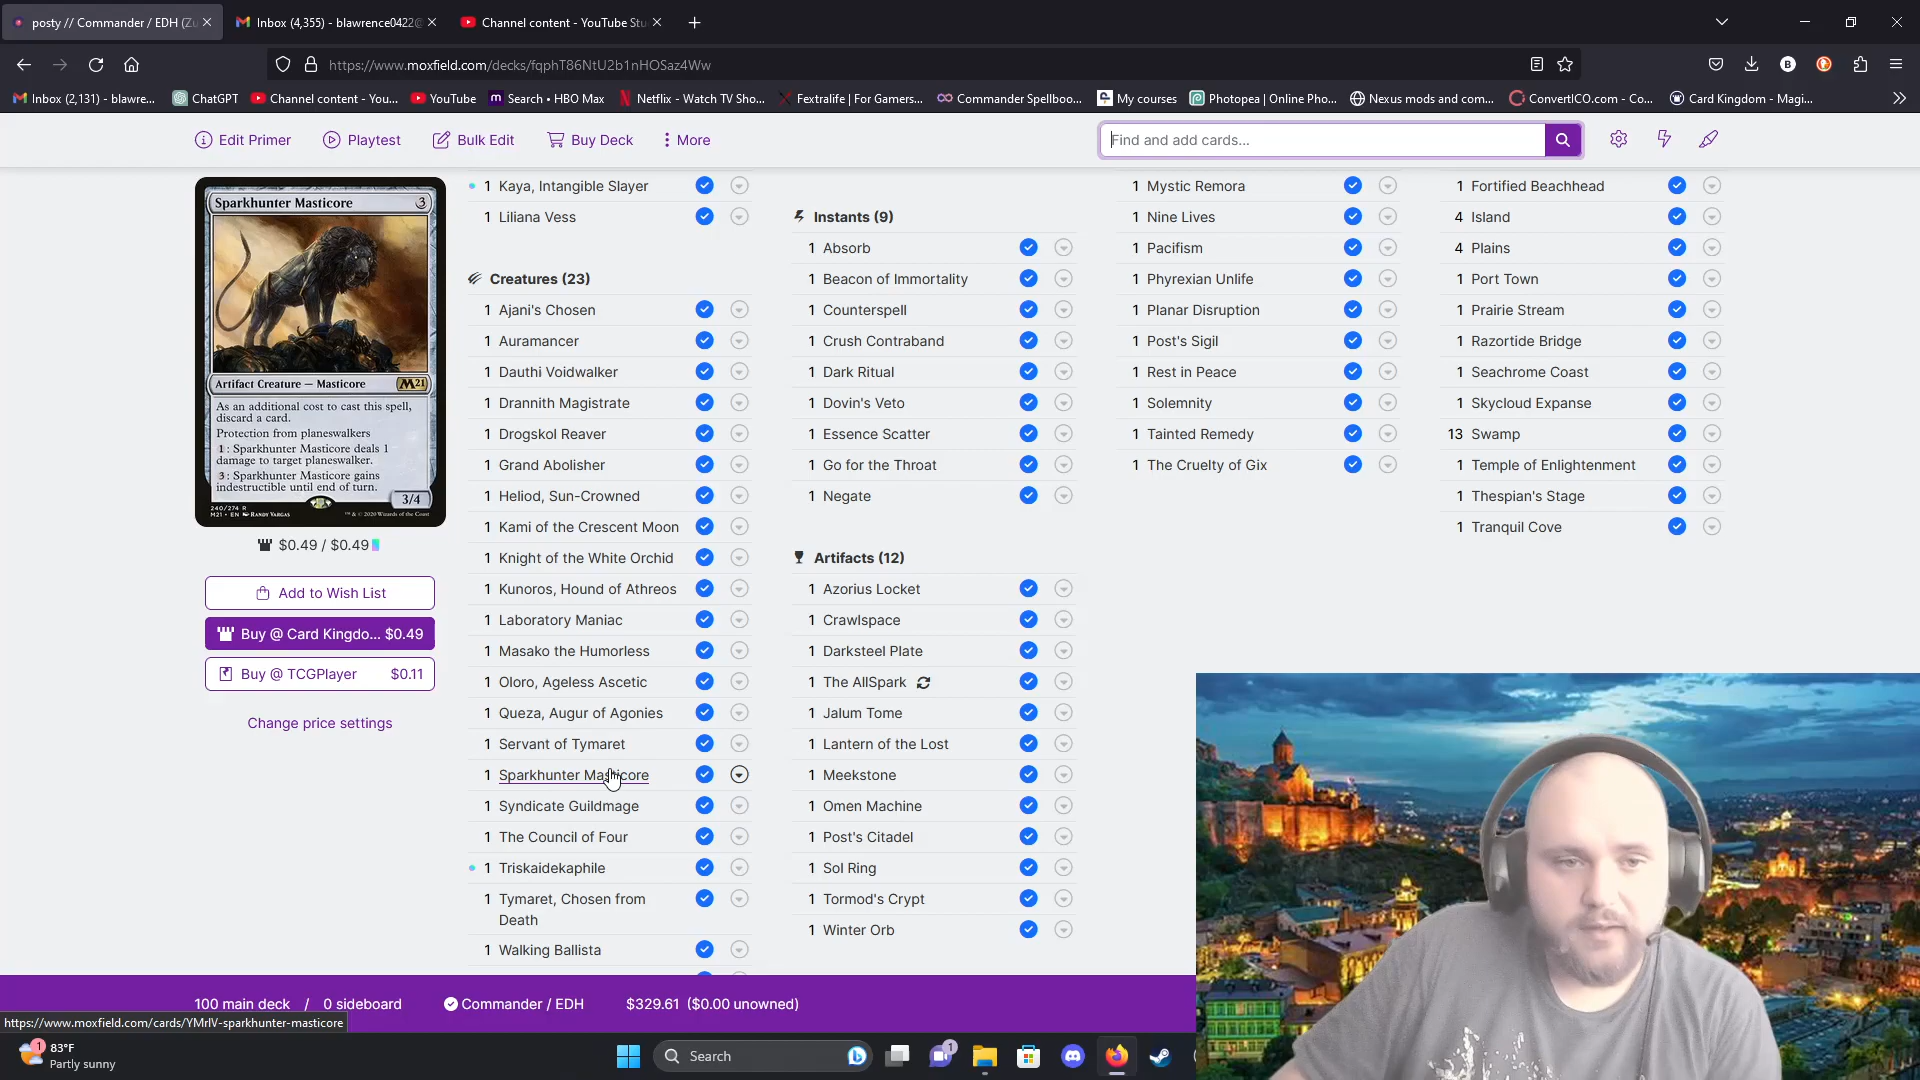 posty // Commander / EDH (Zu
Inbox (4,355) - blawrence0422@
Channel content - YouTube Stu
https://www.moxfield.com/decks/fqphT86NtU2b1nHOSaz4Ww
Inbox (2,131) - blawre...
ChatGPT
Channel content - You...
YouTube
Search • HBO Max
Netflix - Watch TV Sho...
Fextralife | For Gamers...
Commander Spellboo...
My courses
Photopea | Online Pho...
Nexus mods and com...
ConvertICO.com - Co...
Card Kingdom - Magi...
Edit Primer
Playtest
Bulk Edit
Buy Deck
More
Find and add cards...
Sparkhunter Masticore 3
Artifact Creature — Masticore M21
As an additional cost to cast this spell,
discard a card.
Protection from planeswalkers
1: Sparkhunter Masticore deals 1
damage to target planeswalker.
3: Sparkhunter Masticore gains
indestructible until end of turn.
3/4
240/274 R
M21 • EN RANDY VARGAS
™ & © 2020 Wizards of the Coast
$0.49 / $0.49
Add to Wish List
Buy @ Card Kingdo... $0.49
Buy @ TCGPlayer $0.11
Change price settings
1 Kaya, Intangible Slayer
1 Liliana Vess
Creatures (23)
1 Ajani's Chosen
1 Auramancer
1 Dauthi Voidwalker
1 Drannith Magistrate
1 Drogskol Reaver
1 Grand Abolisher
1 Heliod, Sun-Crowned
1 Kami of the Crescent Moon
1 Knight of the White Orchid
1 Kunoros, Hound of Athreos
1 Laboratory Maniac
1 Masako the Humorless
1 Oloro, Ageless Ascetic
1 Queza, Augur of Agonies
1 Servant of Tymaret
1 Sparkhunter Masticore
1 Syndicate Guildmage
1 The Council of Four
1 Triskaidekaphile
1 Tymaret, Chosen from
Death
1 Walking Ballista
Instants (9)
1 Absorb
1 Beacon of Immortality
1 Counterspell
1 Crush Contraband
1 Dark Ritual
1 Dovin's Veto
1 Essence Scatter
1 Go for the Throat
1 Negate
Artifacts (12)
1 Azorius Locket
1 Crawlspace
1 Darksteel Plate
1 The AllSpark
1 Jalum Tome
1 Lantern of the Lost
1 Meekstone
1 Omen Machine
1 Post's Citadel
1 Sol Ring
1 Tormod's Crypt
1 Winter Orb
1 Mystic Remora
1 Nine Lives
1 Pacifism
1 Phyrexian Unlife
1 Planar Disruption
1 Post's Sigil
1 Rest in Peace
1 Solemnity
1 Tainted Remedy
1 The Cruelty of Gix
1 Fortified Beachhead
4 Island
4 Plains
1 Port Town
1 Prairie Stream
1 Razortide Bridge
1 Seachrome Coast
1 Skycloud Expanse
13 Swamp
1 Temple of Enlightenment
1 Thespian's Stage
1 Tranquil Cove
100 main deck / 0 sideboard
Commander / EDH
$329.61 ($0.00 unowned)
https://www.moxfield.com/cards/YMrlV-sparkhunter-masticore
1
83°F
Partly sunny
Search
1